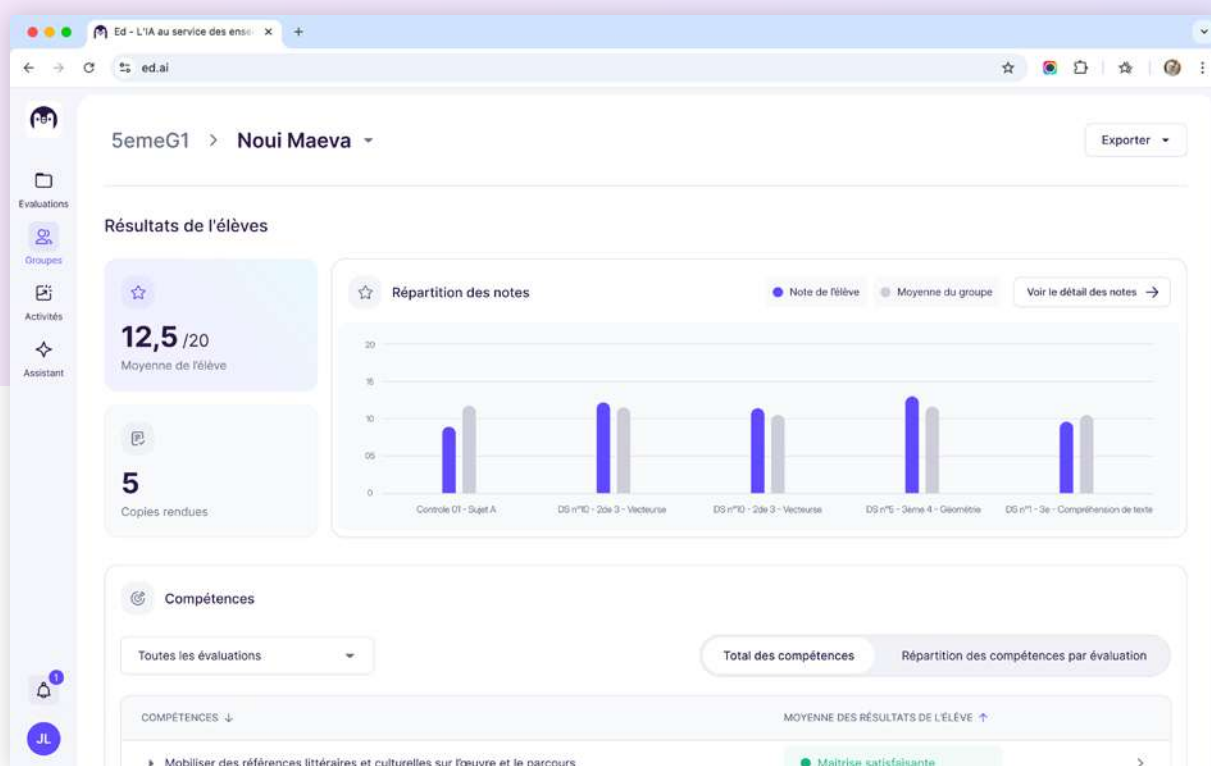 Ed - L'IA au service des ense
ed.ai
5emeG1 > Noui Maeva
Exporter
Evaluations
Groupes
Activités
Assistant
Résultats de l'élèves
12,5 /20
Moyenne de l'élève
5
Copies rendues
Répartition des notes
Note de l'élève
Moyenne du groupe
Voir le détail des notes →
20
15
10
05
0
Controle 01 - Sujet A
DS n°10 - 2de 3 - Vecteurse
DS n°10 - 2de 3 - Vecteurse
DS n°5 - 3eme 4 - Géométrie
DS n°1 - 3e - Compréhension de texte
Compétences
Toutes les évaluations
Total des compétences
Répartition des compétences par évaluation
COMPÉTENCES ↓
MOYENNE DES RÉSULTATS DE L'ÉLÈVE ↑
Mobiliser des références littéraires et culturelles sur l'œuvre et le parcours
Maitrise satisfaisante
1
JL